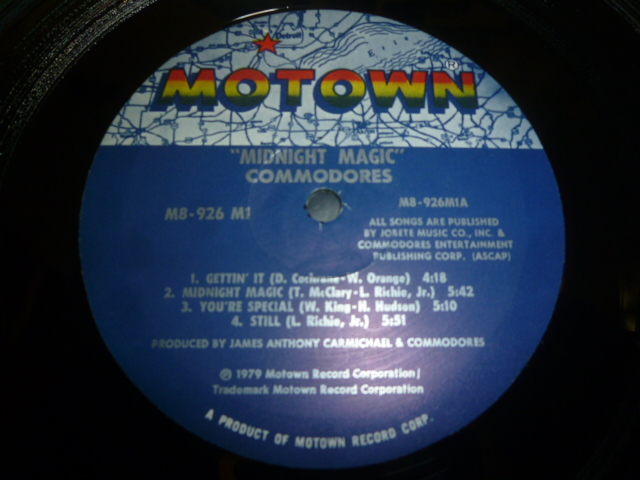 Detroit
MOTOWN®
"MIDNIGHT MAGIC"
COMMODORES
M8-926 M1
M8-926M1A
ALL SONGS ARE PUBLISHED
BY JOBETE MUSIC CO., INC. &
COMMODORES ENTERTAINMENT
PUBLISHING CORP. (ASCAP)
1. GETTIN' IT (D. Cochrane-W. Orange) 4:18
2. MIDNIGHT MAGIC (T. McClary-L. Richie, Jr.) 5:42
3. YOU'RE SPECIAL (W. King-H. Hudson) 5:10
4. STILL (L. Richie, Jr.) 5:51
PRODUCED BY JAMES ANTHONY CARMICHAEL & COMMODORES
℗ 1979 Motown Record Corporation/
Trademark Motown Record Corporation
A PRODUCT OF MOTOWN RECORD CORP.